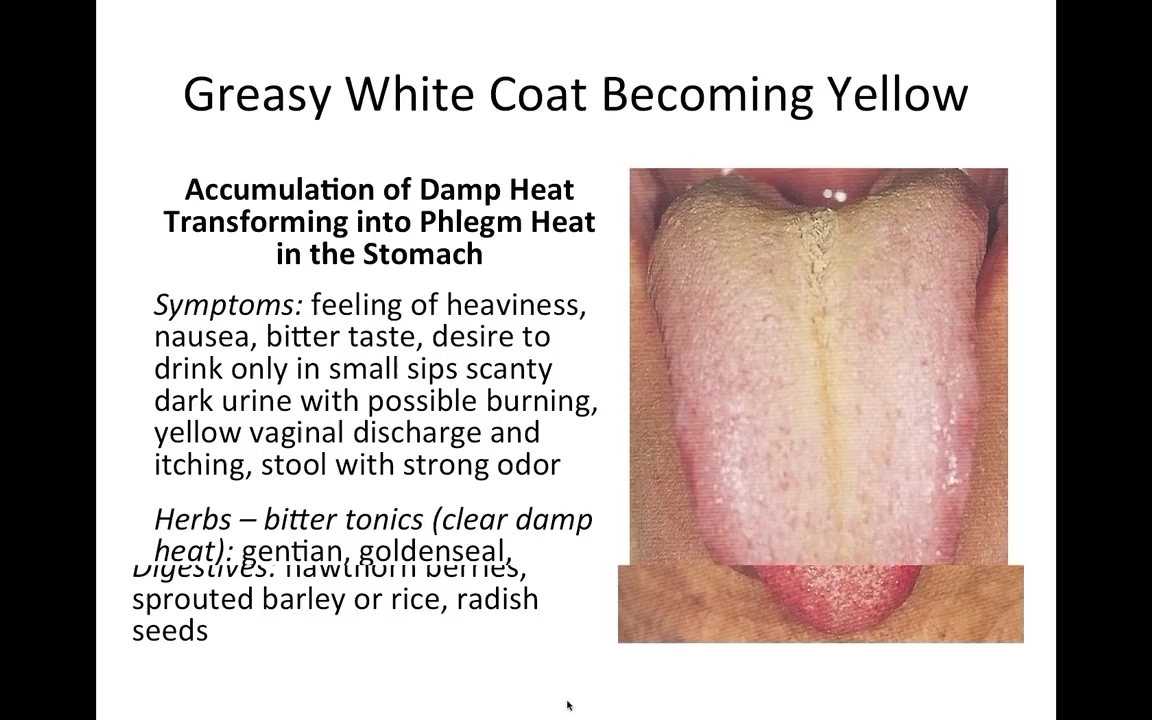 Greasy White Coat Becoming Yellow
Accumulation of Damp Heat
Transforming into Phlegm Heat
in the Stomach
Symptoms: feeling of heaviness,
nausea, bitter taste, desire to
drink only in small sips scanty
dark urine with possible burning,
yellow vaginal discharge and
itching, stool with strong odor
Herbs – bitter tonics (clear damp
heat): gentian, goldenseal,
Digestives: hawthorn berries,
sprouted barley or rice, radish
seeds